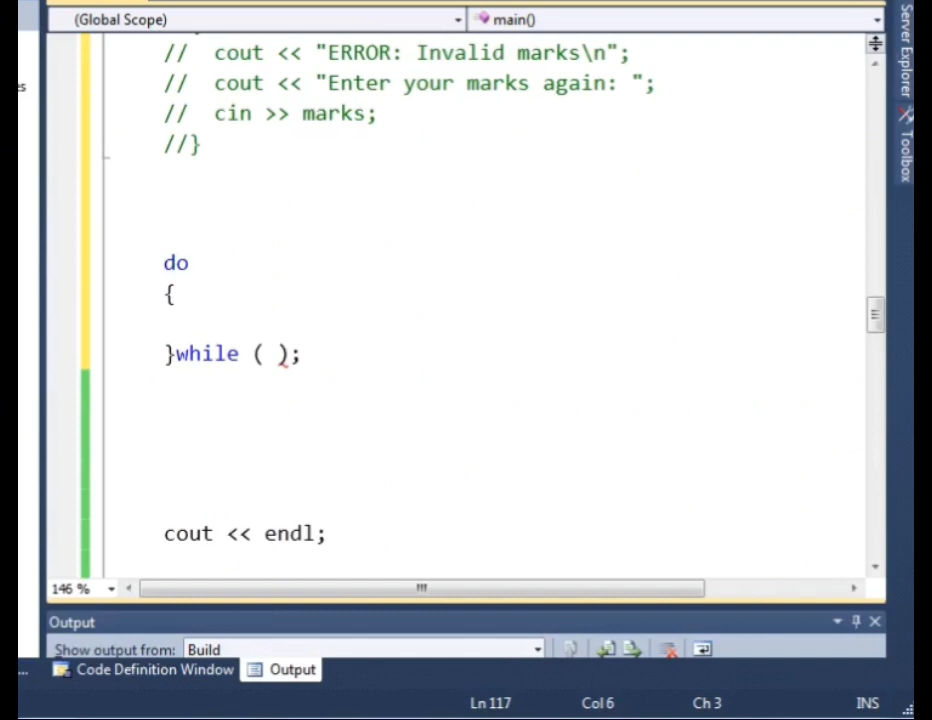 (Global Scope) main()
// cout << "ERROR: Invalid marks\n";
// cout << "Enter your marks again: ";
// cin >> marks;
//}
do
{
}while ( );
cout << endl;
146 %
Output
Show output from: Build
... Code Definition Window Output
Ln 117 Col 6 Ch 3 INS
Server Explorer
Toolbox